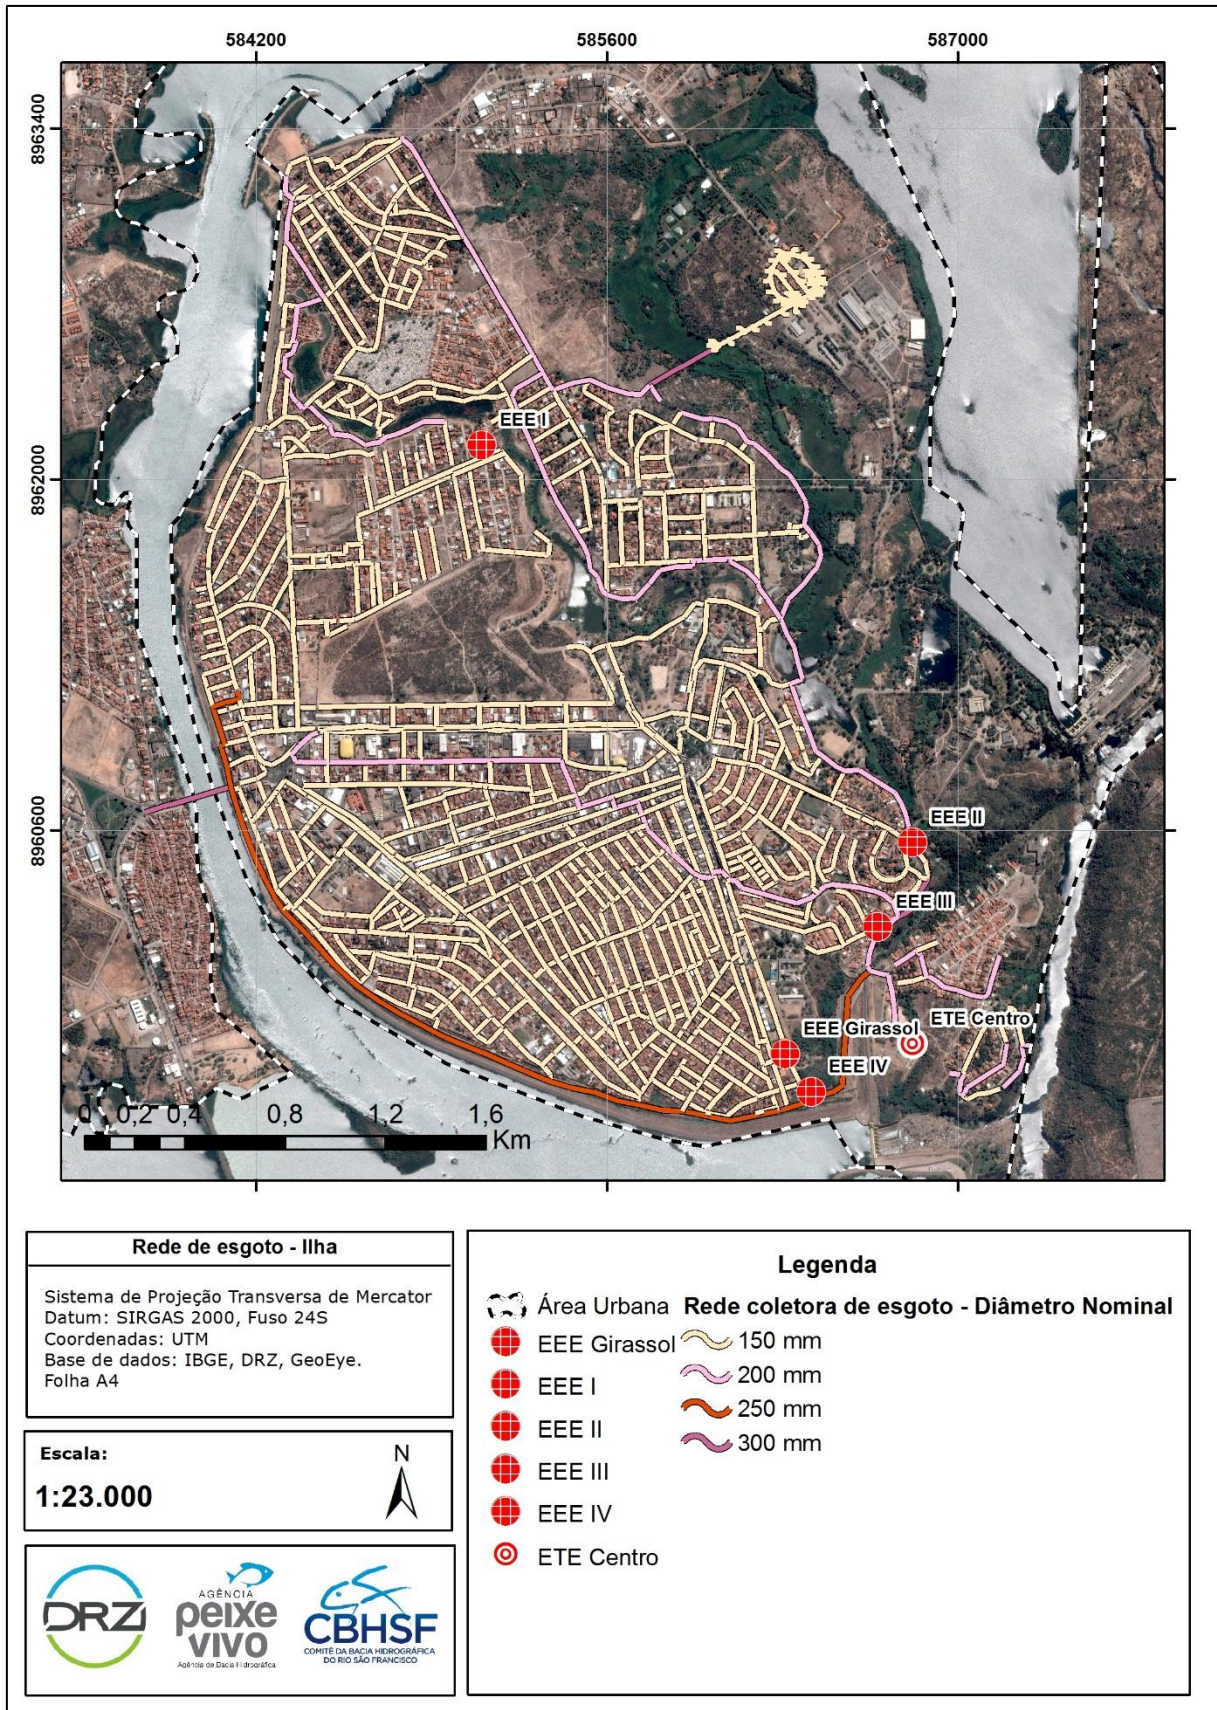 584200 585600 587000
8963400
8962000
8960600
EEE I
EEE II
EEE III
EEE Girassol
ETE Centro
EEE IV
0 0,2 0,4 0,8 1,2 1,6
Km
Rede de esgoto - Ilha
Sistema de Projeção Transversa de Mercator
Datum: SIRGAS 2000, Fuso 24S
Coordenadas: UTM
Base de dados: IBGE, DRZ, GeoEye.
Folha A4
Escala:
1:23.000
N
DRZ
AGÊNCIA
peixe
vivo
Agência de Bacia Hidrográfica
CBHSF
COMITÊ DA BACIA HIDROGRÁFICA
DO RIO SÃO FRANCISCO
Legenda
Área Urbana
EEE Girassol
EEE I
EEE II
EEE III
EEE IV
ETE Centro
Rede coletora de esgoto - Diâmetro Nominal
150 mm
200 mm
250 mm
300 mm